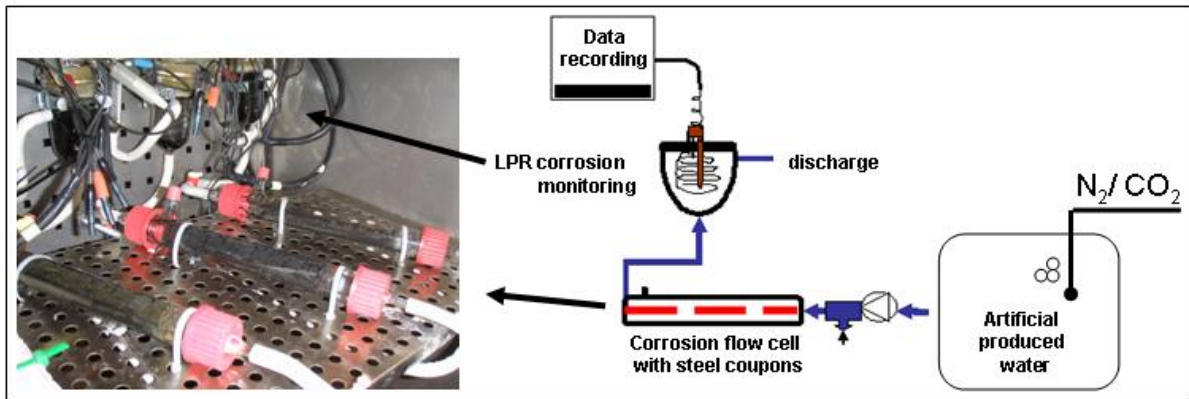 Data
recording
LPR corrosion
monitoring
discharge
N₂/ CO₂
Artificial
produced
water
Corrosion flow cell
with steel coupons